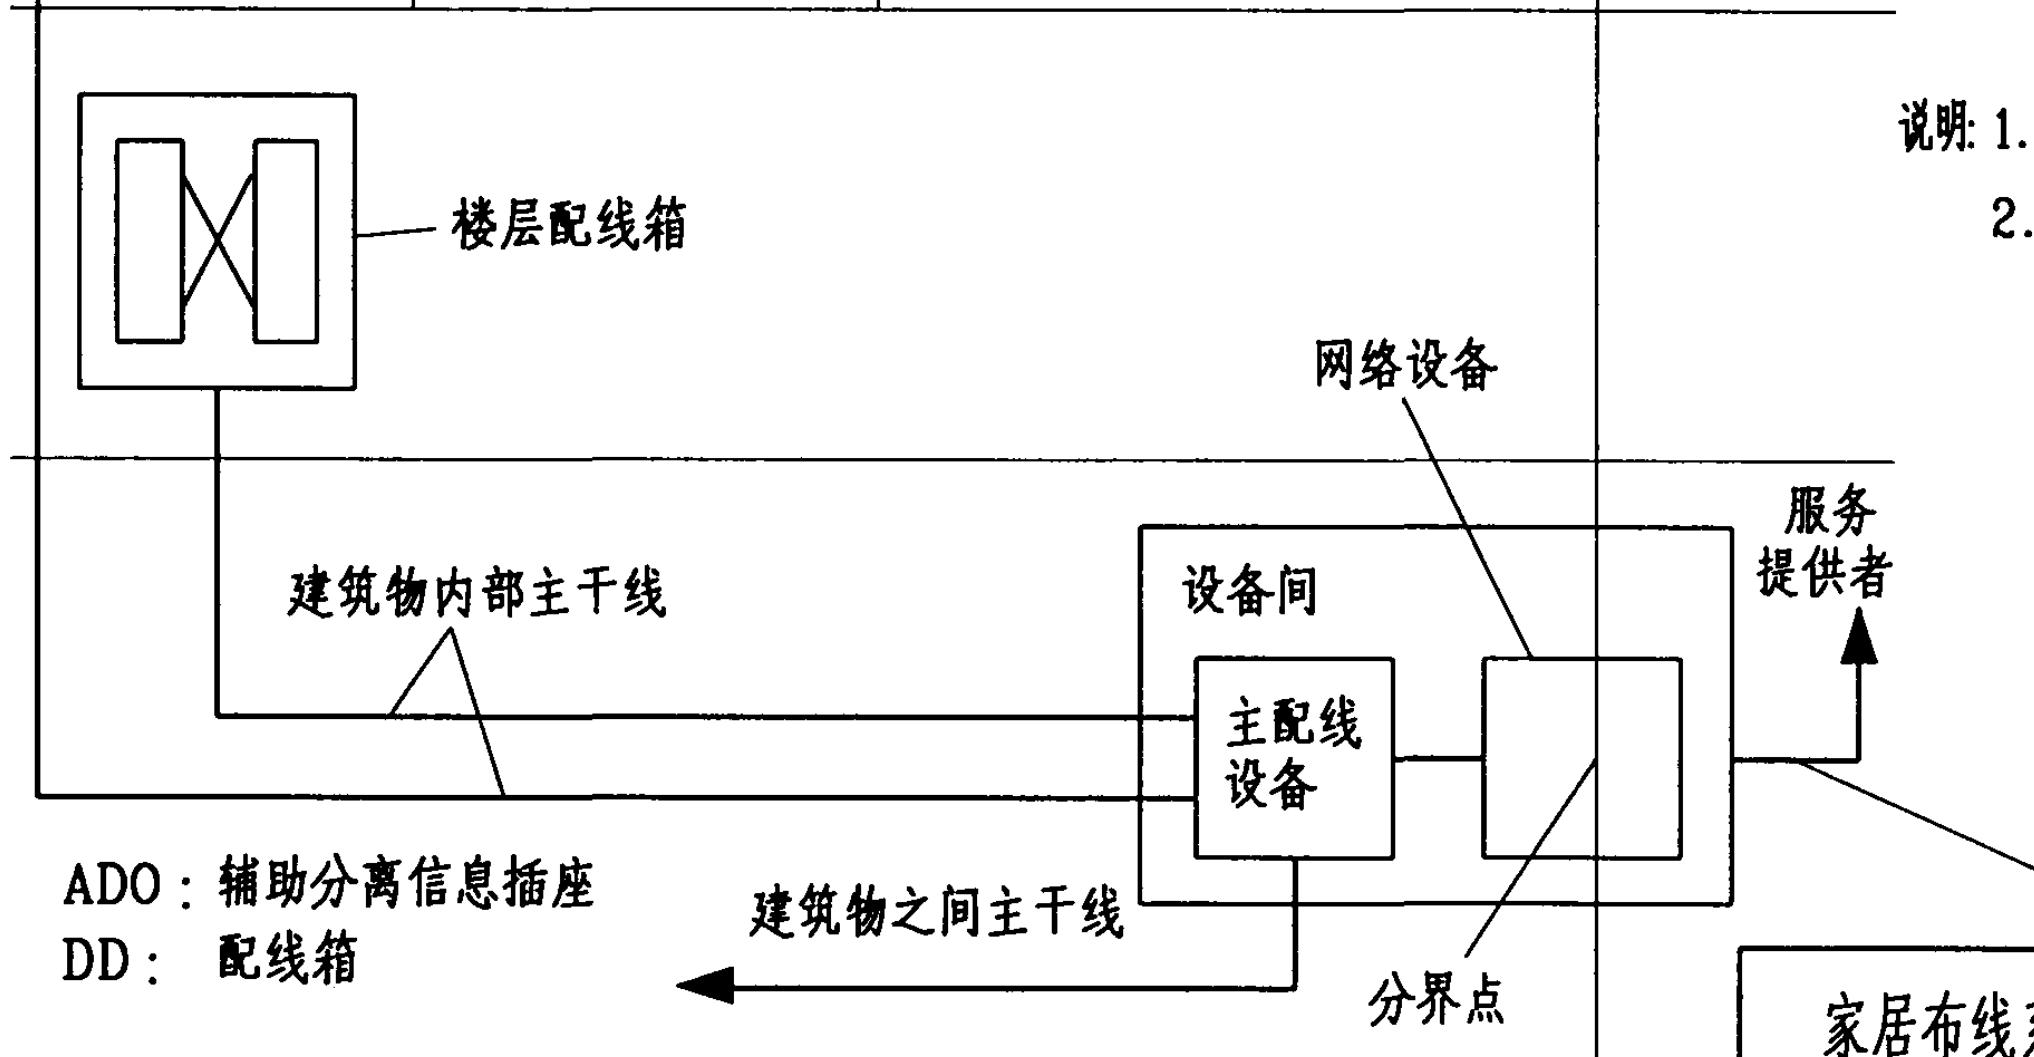 说明: 1.
2.
楼层配线箱
网络设备
服务
提供者
建筑物内部主干线
设备间
主配线
设备
ADO: 辅助分离信息插座
建筑物之间主干线
DD: 配线箱
分界点
家居布线